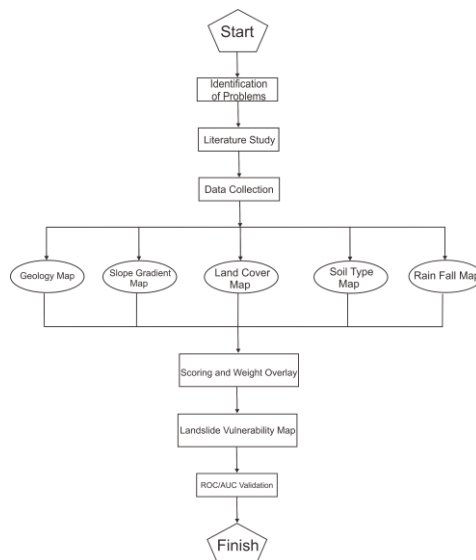 Start
Identification
of Problems
Literature Study
Data Collection
Geology Map
Slope Gradient
Map
Land Cover
Map
Soil Type
Map
Rain Fall Map
Scoring and Weight Overlay
Landslide Vulnerability Map
ROC/AUC Validation
Finish